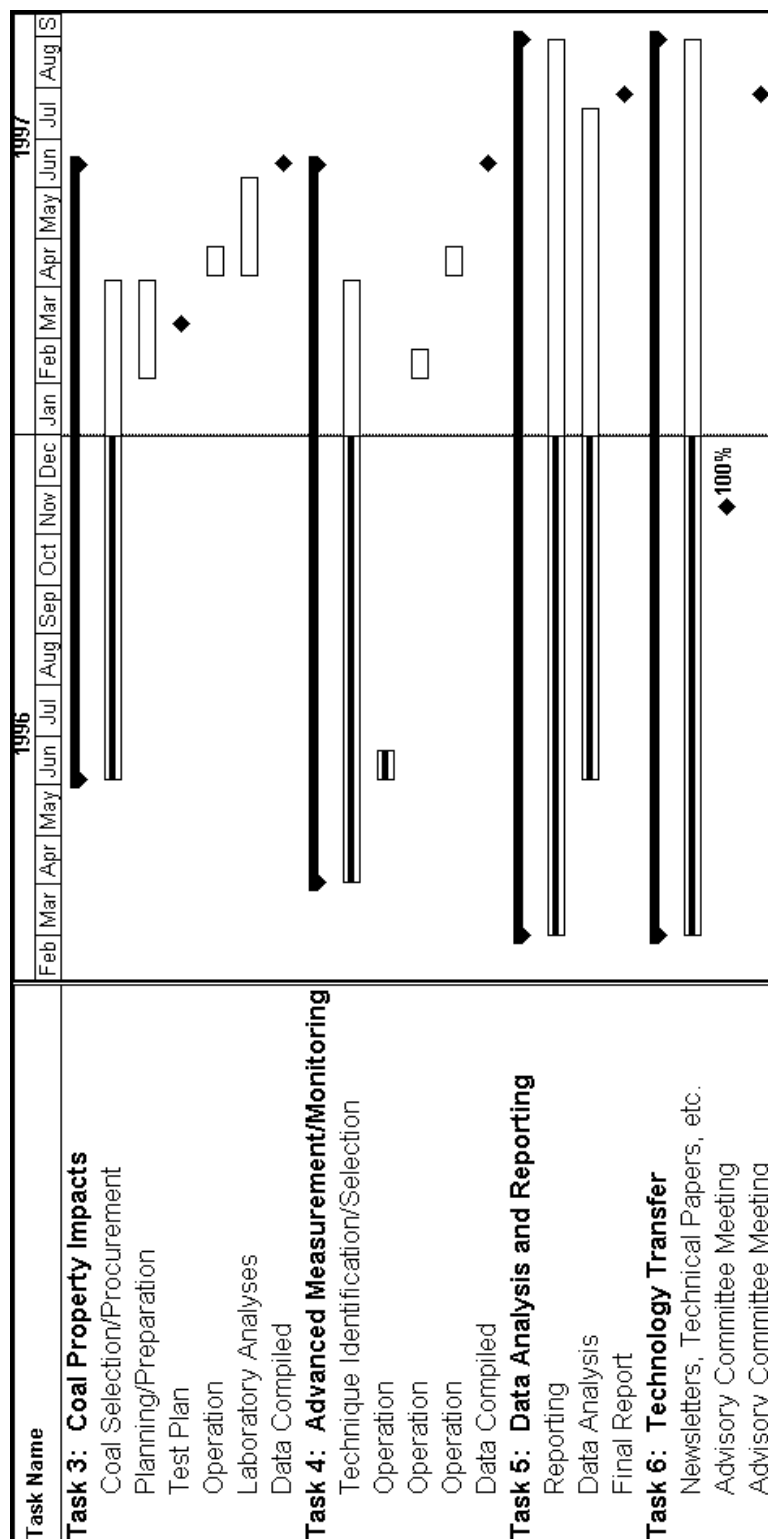 Task Name
1996
1997
Feb Mar Apr May Jun Jul Aug Sep Oct Nov Dec Jan Feb Mar Apr May Jun Jul Aug S
Task 3: Coal Property Impacts
Coal Selection/Procurement
Planning/Preparation
Test Plan
Operation
Laboratory Analyses
Data Compiled
Task 4: Advanced Measurement/Monitoring
Technique Identification/Selection
Operation
Operation
Operation
Data Compiled
Task 5: Data Analysis and Reporting
Reporting
Data Analysis
Final Report
Task 6: Technology Transfer
Newsletters, Technical Papers, etc.
Advisory Committee Meeting
100%
Advisory Committee Meeting